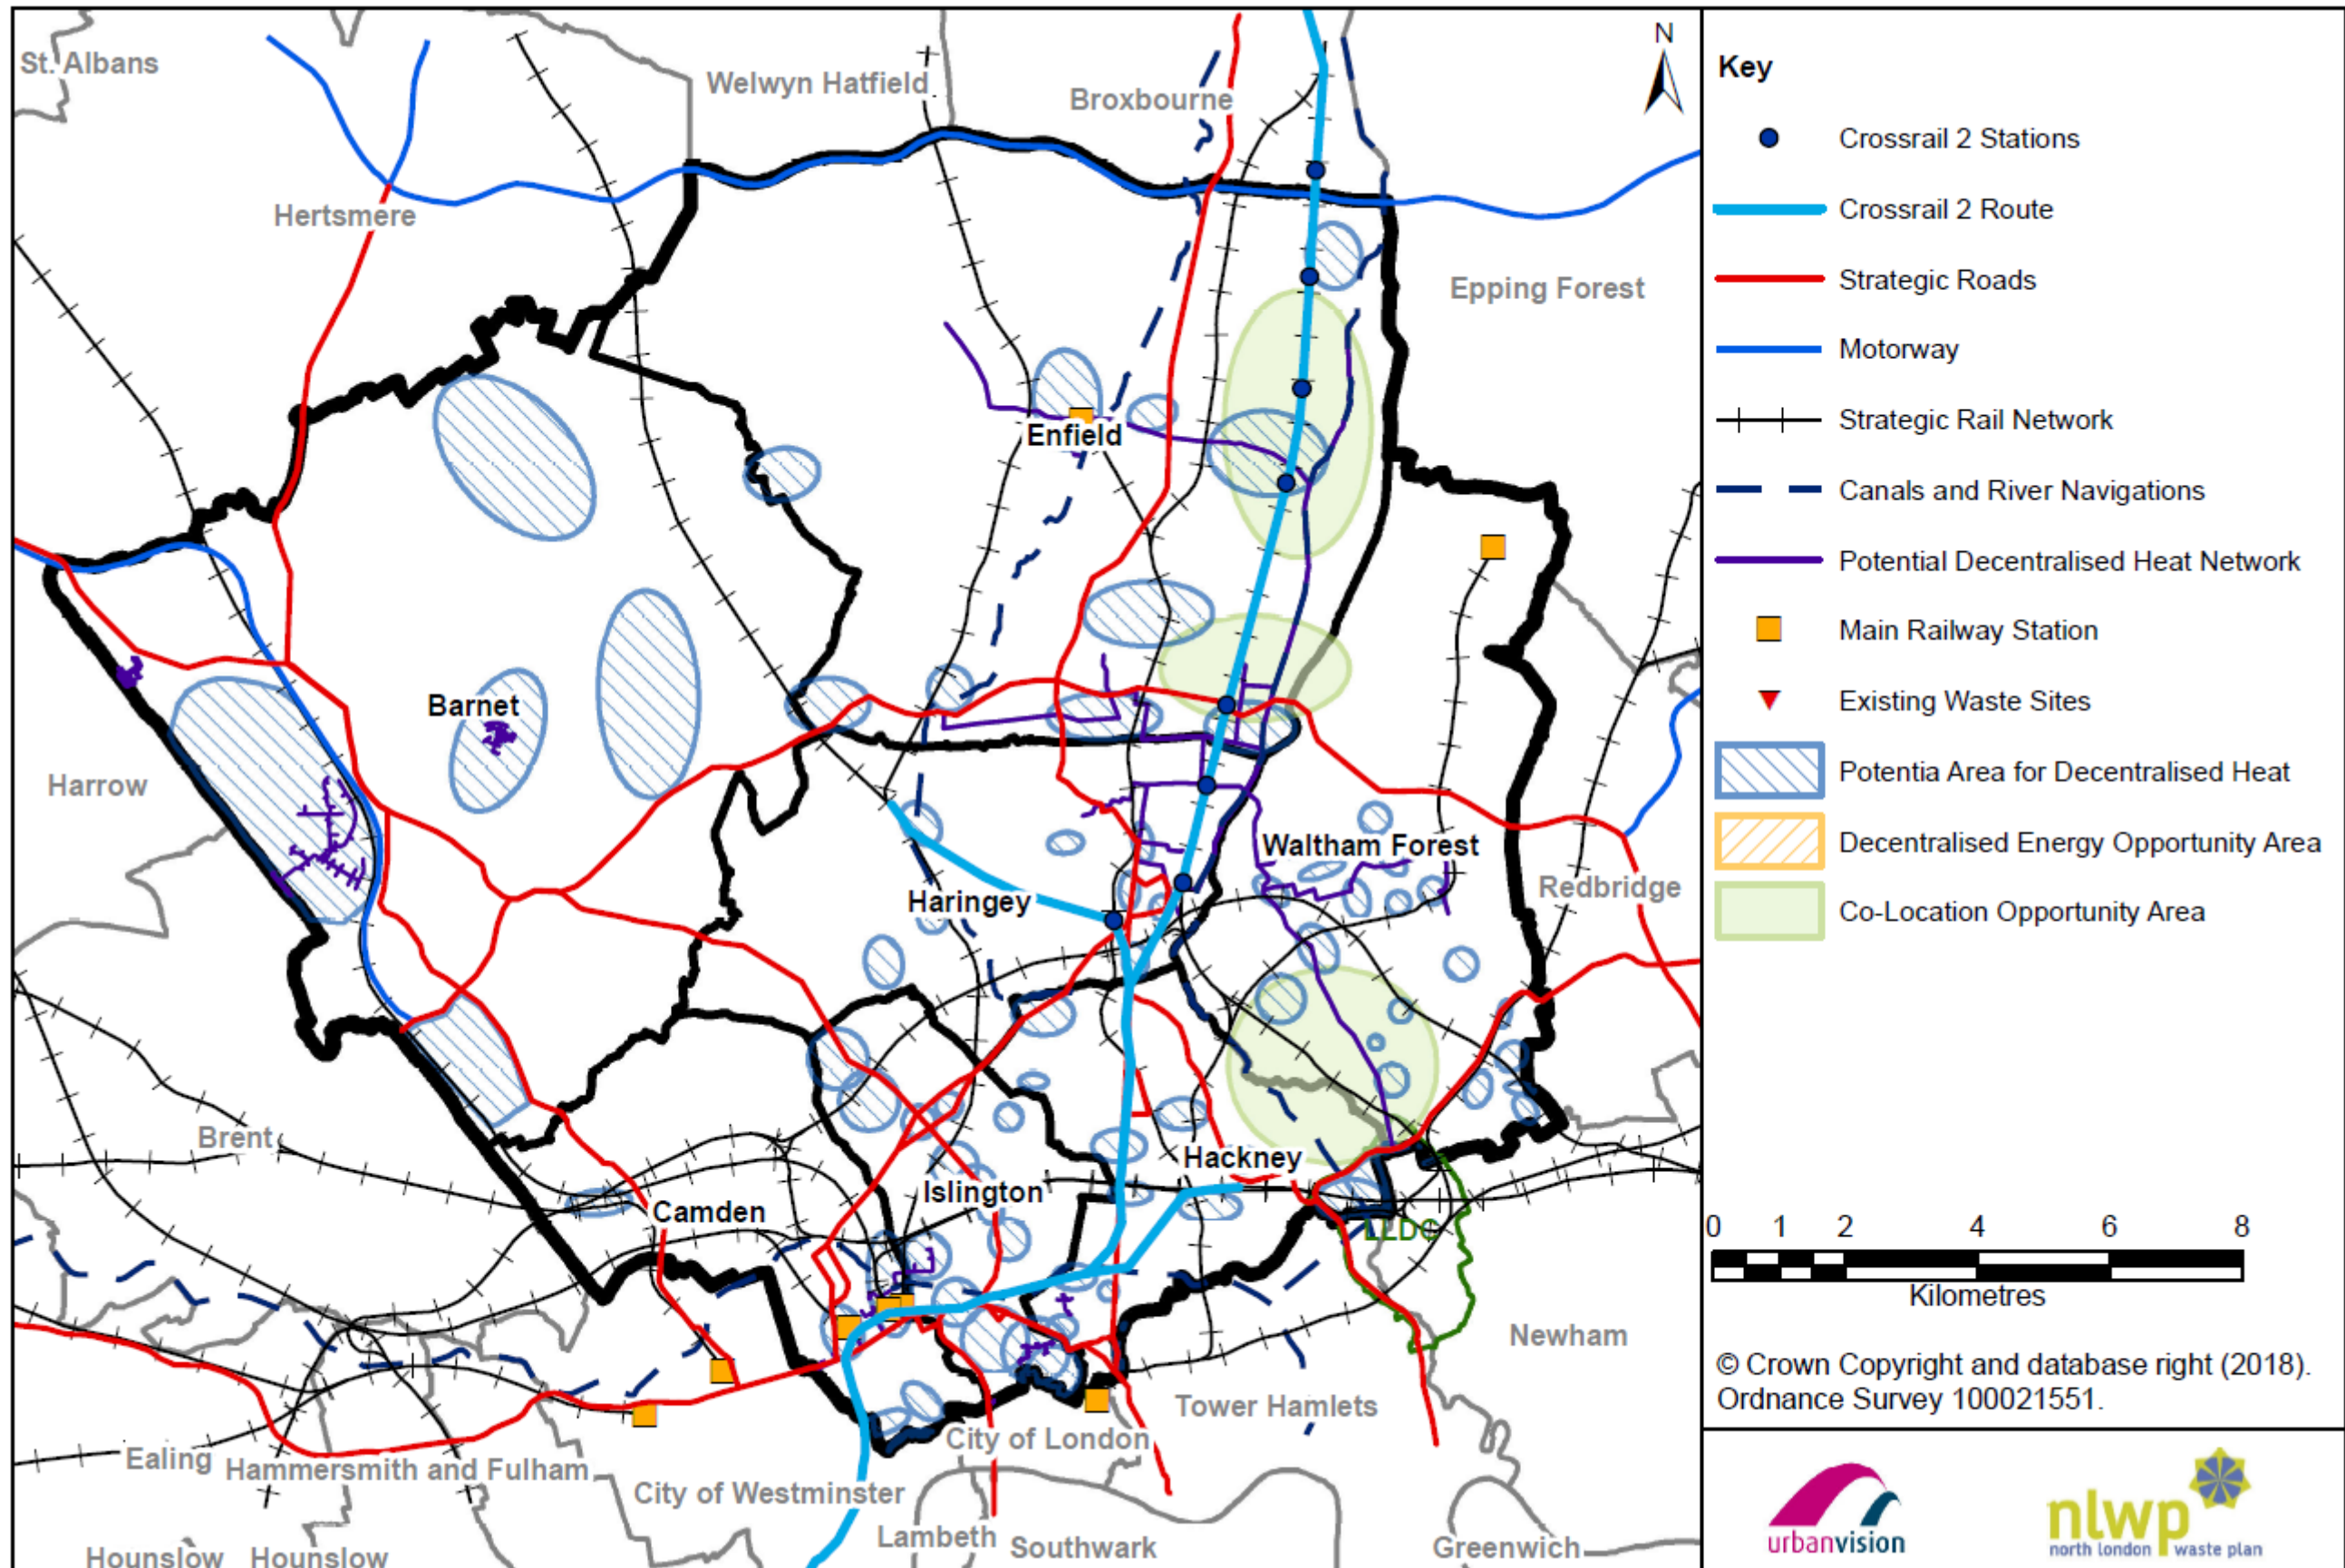 St. Albans
Welwyn Hatfield
Broxbourne
Hertsmere
Epping Forest
Enfield
Barnet
Harrow
Waltham Forest
Redbridge
Haringey
Brent
Hackney
Islington
Camden
LLDC
Newham
Tower Hamlets
City of London
Ealing
Hammersmith and Fulham
City of Westminster
Lambeth
Southwark
Greenwich
Hounslow
Hounslow
N
Key
Crossrail 2 Stations
Crossrail 2 Route
Strategic Roads
Motorway
Strategic Rail Network
Canals and River Navigations
Potential Decentralised Heat Network
Main Railway Station
Existing Waste Sites
Potentia Area for Decentralised Heat
Decentralised Energy Opportunity Area
Co-Location Opportunity Area
0 1 2 4 6 8
Kilometres
© Crown Copyright and database right (2018).
Ordnance Survey 100021551.
urbanvision
nlwp
north london waste plan